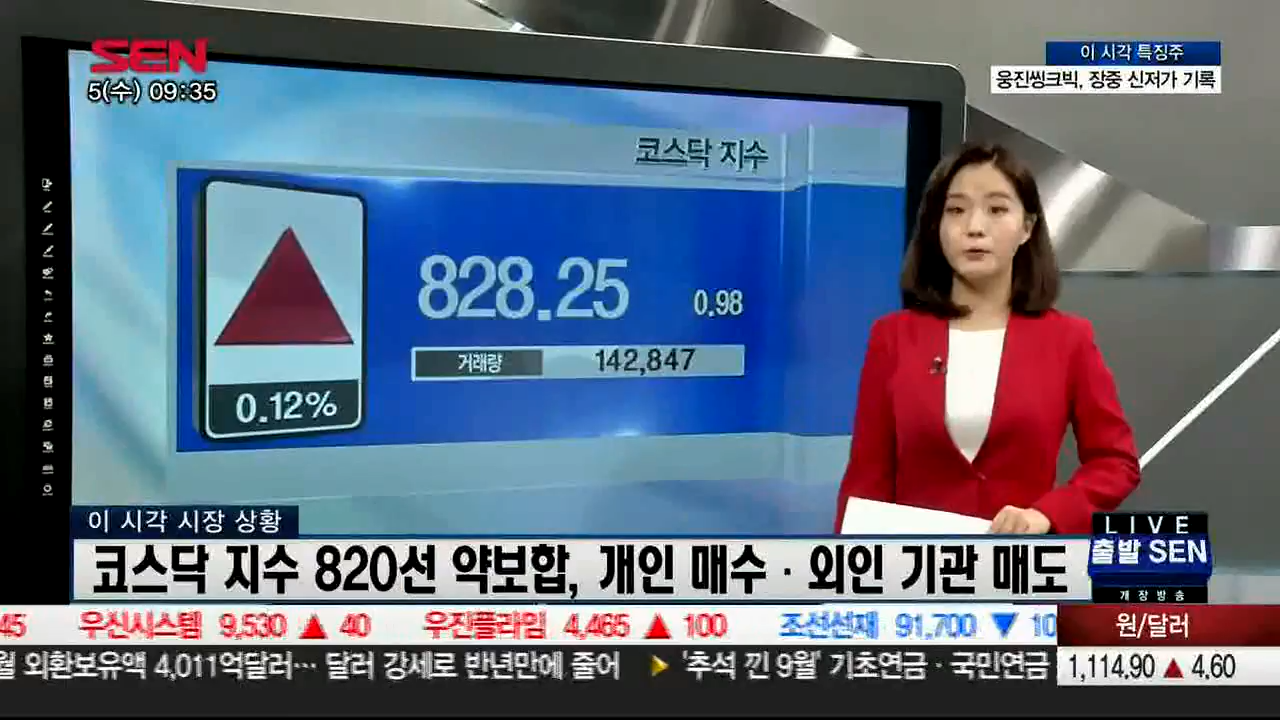 SEN
5(수) 09:35
이 시각 특징주
웅진씽크빅, 장중 신저가 기록
코스닥 지수
828.25 0.98
거래량 142,847
0.12%
이 시각 시장 상황
코스닥 지수 820선 약보합, 개인 매수·외인 기관 매도
LIVE
출발 SEN
개장방송
45 우신시스템 9,530 ▲ 40 우진플라임 4,465 ▲ 100 조선선재 91,700 ▼ 10
원/달러
월 외환보유액 4,011억달러… 달러 강세로 반년만에 줄어 ▶ '추석 낀 9월' 기초연금·국민연금
1,114.90 ▲ 4.60